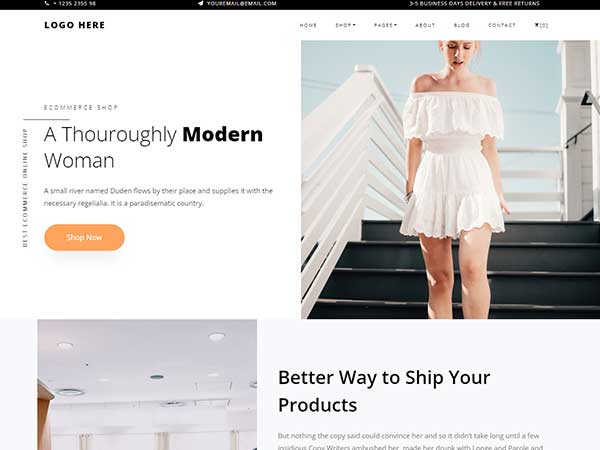 + 1235 2355 98
YOUREMAIL@EMAIL.COM
3-5 BUSINESS DAYS DELIVERY & FREE RETURNS
LOGO HERE
HOME SHOP PAGES ABOUT BLOG CONTACT [0]
BEST ECOMMERCE ONLINE SHOP
ECOMMERCE SHOP
A Thouroughly Modern
Woman
A small river named Duden flows by their place and supplies it with the
necessary regelialia. It is a paradisematic country.
Shop Now
Better Way to Ship Your
Products
But nothing the copy said could convince her and so it didn't take long until a few
insidious Copy Writers ambushed her, made her drunk with Longe and Parole and